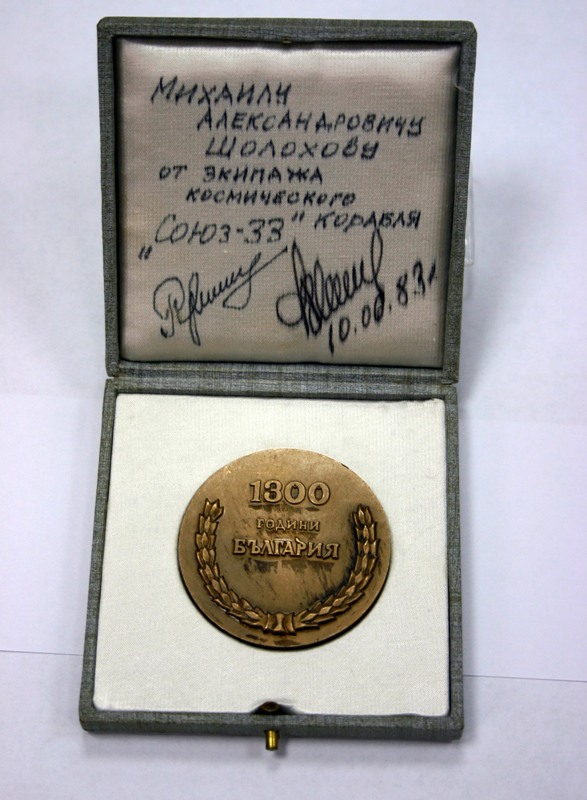 МИХАИЛУ
АЛЕКСАНДРОВИЧУ
ШОЛОХОВУ
ОТ ЭКИПАЖА
КОСМИЧЕСКОГО
"СОЮЗ-33" КОРАБЛЯ
10.06.83г
1300
ГОДИНИ
БЪЛГАРИЯ